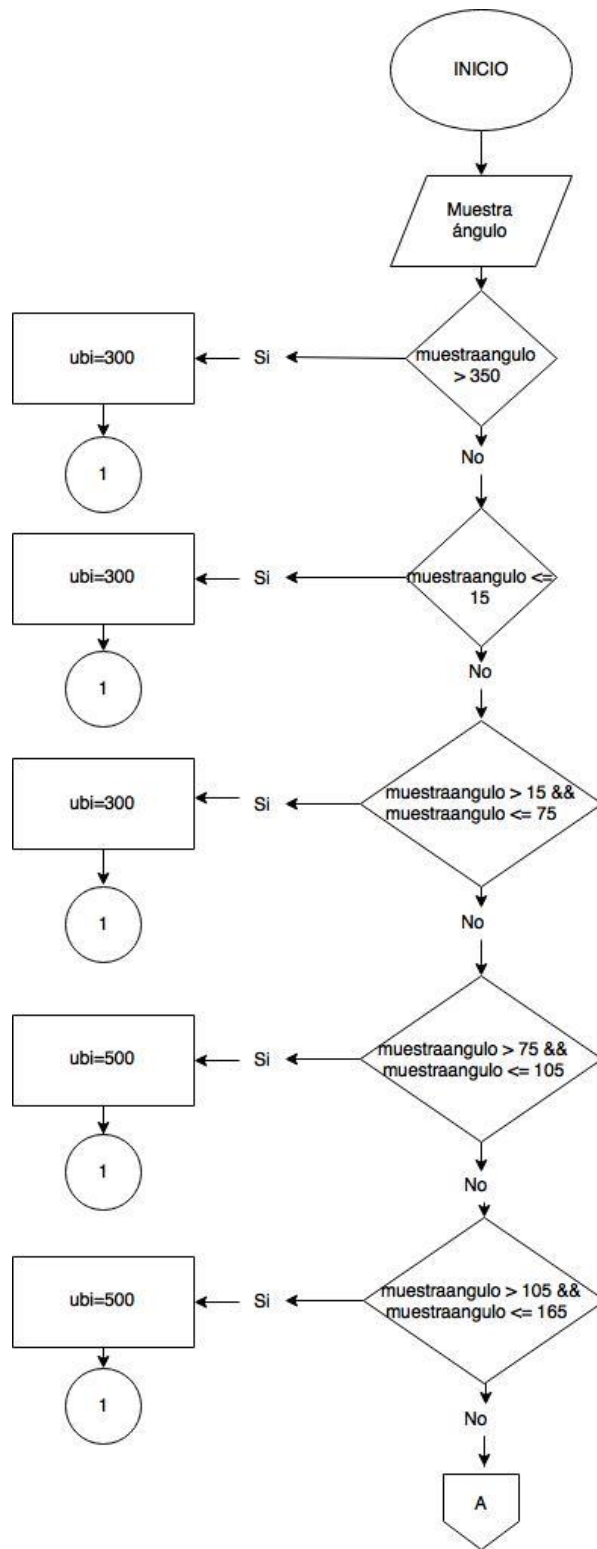 INICIO
Muestra
ángulo
muestraangulo
> 350
Si
ubi=300
1
No
muestraangulo <=
15
Si
ubi=300
1
No
muestraangulo > 15 &&
muestraangulo <= 75
Si
ubi=300
1
No
muestraangulo > 75 &&
muestraangulo <= 105
Si
ubi=500
1
No
muestraangulo > 105 &&
muestraangulo <= 165
Si
ubi=500
1
No
A